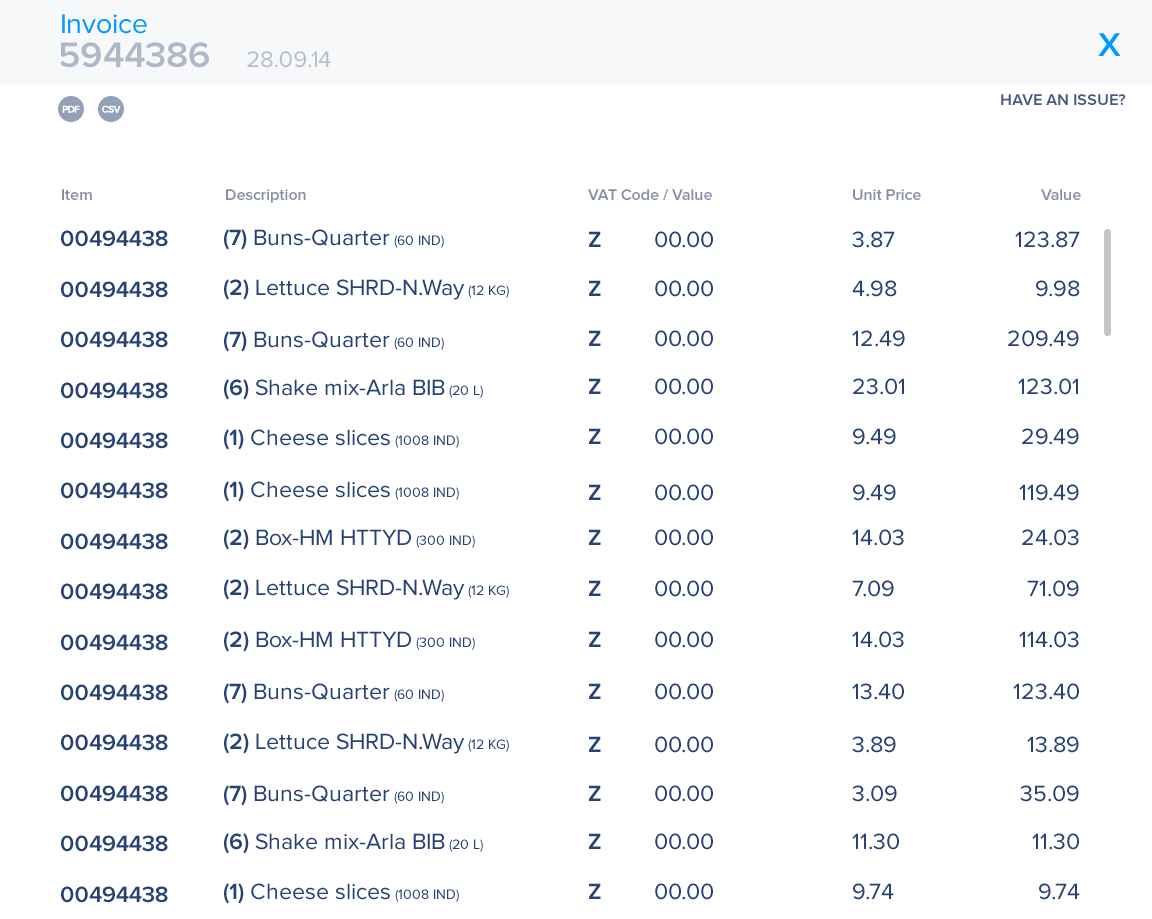 Invoice
5944386 28.09.14
X
PDF CSV
HAVE AN ISSUE?
Item Description VAT Code / Value Unit Price Value
00494438 (7) Buns-Quarter (60 IND) Z 00.00 3.87 123.87
00494438 (2) Lettuce SHRD-N.Way (12 KG) Z 00.00 4.98 9.98
00494438 (7) Buns-Quarter (60 IND) Z 00.00 12.49 209.49
00494438 (6) Shake mix-Arla BIB (20 L) Z 00.00 23.01 123.01
00494438 (1) Cheese slices (1008 IND) Z 00.00 9.49 29.49
00494438 (1) Cheese slices (1008 IND) Z 00.00 9.49 119.49
00494438 (2) Box-HM HTTYD (300 IND) Z 00.00 14.03 24.03
00494438 (2) Lettuce SHRD-N.Way (12 KG) Z 00.00 7.09 71.09
00494438 (2) Box-HM HTTYD (300 IND) Z 00.00 14.03 114.03
00494438 (7) Buns-Quarter (60 IND) Z 00.00 13.40 123.40
00494438 (2) Lettuce SHRD-N.Way (12 KG) Z 00.00 3.89 13.89
00494438 (7) Buns-Quarter (60 IND) Z 00.00 3.09 35.09
00494438 (6) Shake mix-Arla BIB (20 L) Z 00.00 11.30 11.30
00494438 (1) Cheese slices (1008 IND) Z 00.00 9.74 9.74